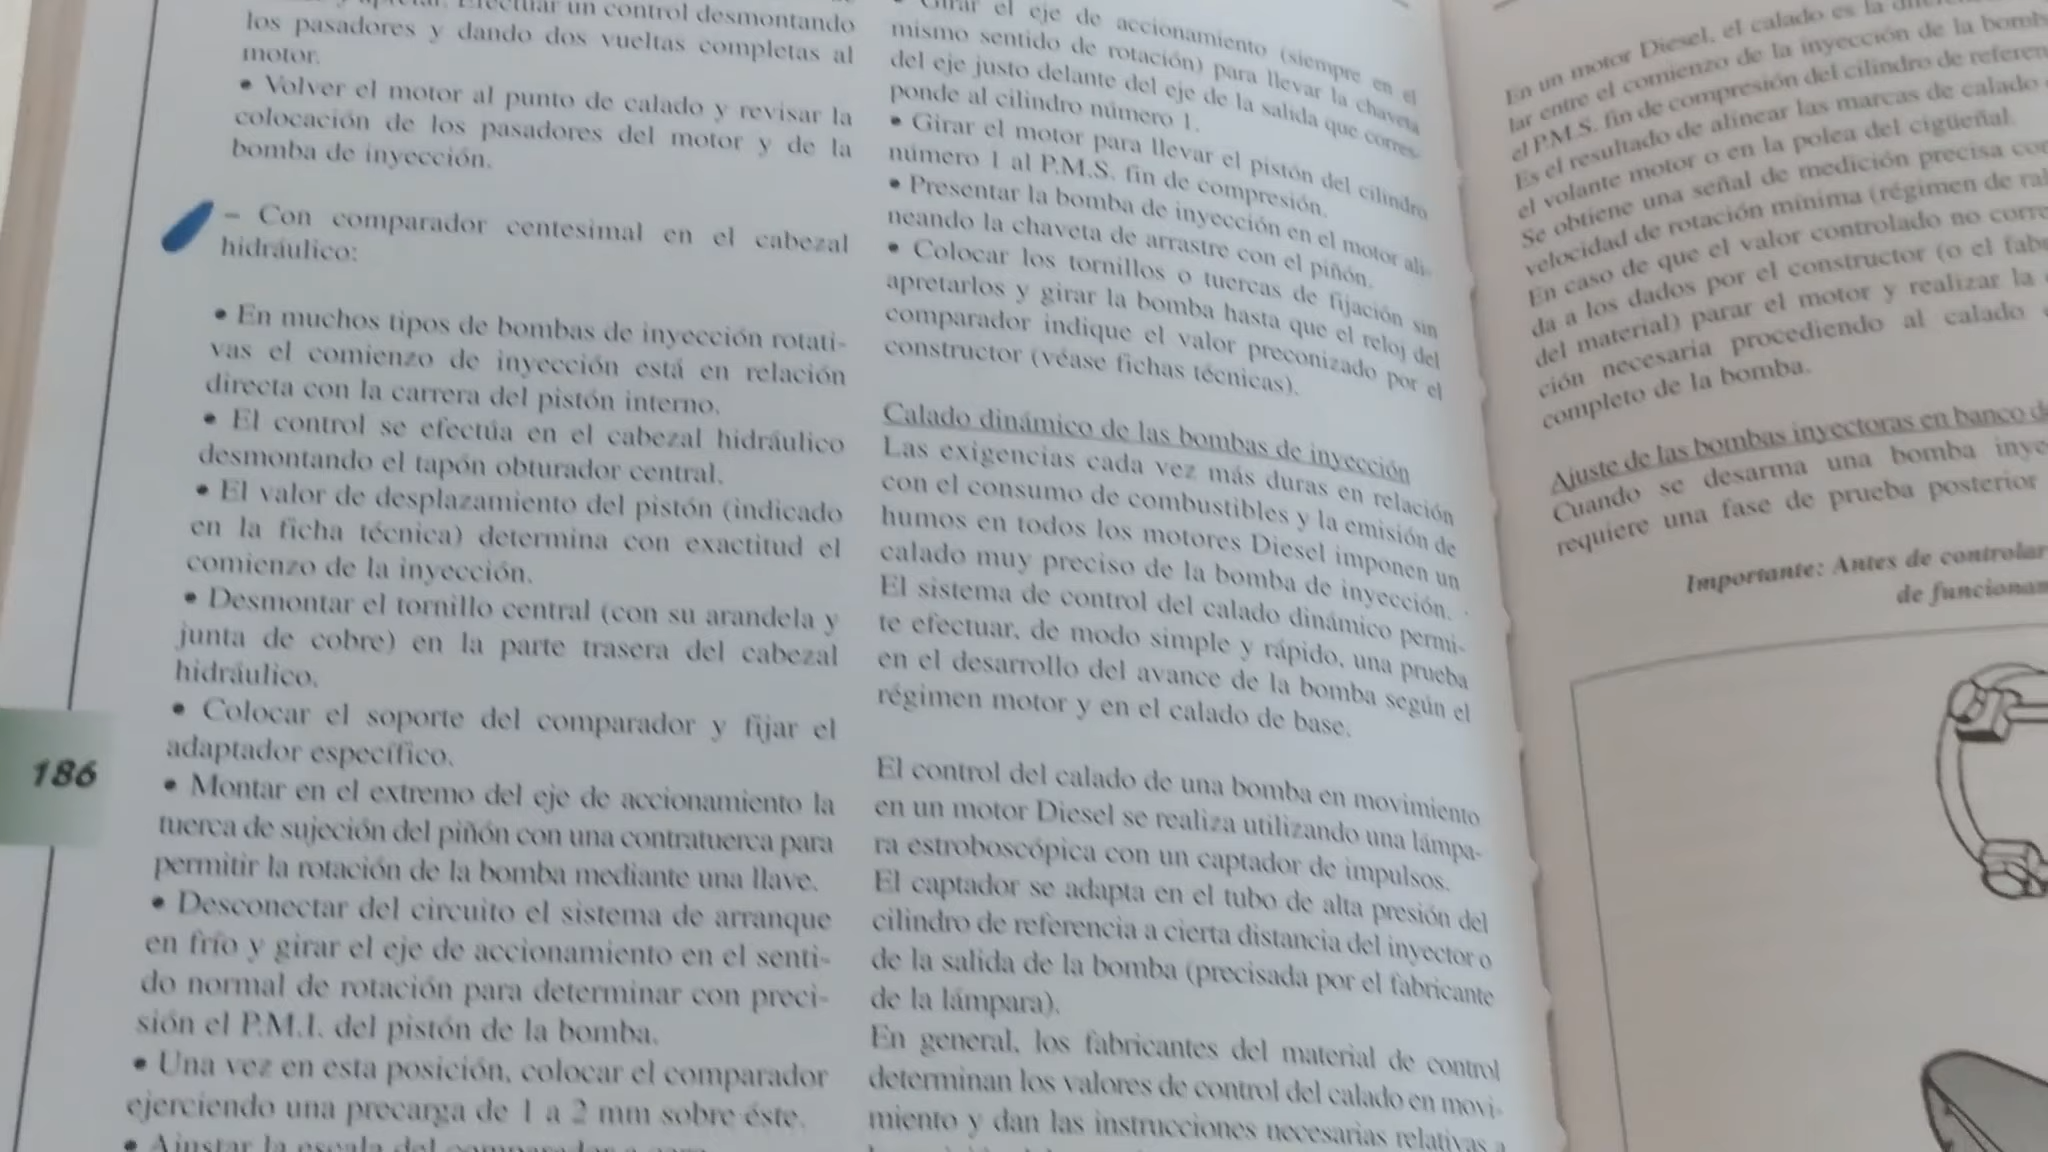 y apretar. Efectuar un control desmontando
los pasadores y dando dos vueltas completas al
motor.
• Volver el motor al punto de calado y revisar la
colocación de los pasadores del motor y de la
bomba de inyección.
– Con comparador centesimal en el cabezal
hidráulico:
• En muchos tipos de bombas de inyección rotati-
vas el comienzo de inyección está en relación
directa con la carrera del pistón interno.
• El control se efectúa en el cabezal hidráulico
desmontando el tapón obturador central.
• El valor de desplazamiento del pistón (indicado
en la ficha técnica) determina con exactitud el
comienzo de la inyección.
• Desmontar el tornillo central (con su arandela y
junta de cobre) en la parte trasera del cabezal
hidráulico.
• Colocar el soporte del comparador y fijar el
adaptador específico.
• Montar en el extremo del eje de accionamiento la
tuerca de sujeción del piñón con una contratuerca para
permitir la rotación de la bomba mediante una llave.
• Desconectar del circuito el sistema de arranque
en frío y girar el eje de accionamiento en el senti-
do normal de rotación para determinar con preci-
sión el P.M.I. del pistón de la bomba.
• Una vez en esta posición, colocar el comparador
ejerciendo una precarga de 1 a 2 mm sobre éste.
• Ajustar la escala del comparador a cero
186
• Girar el eje de accionamiento (siempre en el
mismo sentido de rotación) para llevar la chaveta
del eje justo delante del eje de la salida que corres-
ponde al cilindro número 1.
• Girar el motor para llevar el pistón del cilindro
número 1 al P.M.S. fin de compresión.
• Presentar la bomba de inyección en el motor ali-
neando la chaveta de arrastre con el piñón.
• Colocar los tornillos o tuercas de fijación sin
apretarlos y girar la bomba hasta que el reloj del
comparador indique el valor preconizado por el
constructor (véase fichas técnicas).
Calado dinámico de las bombas de inyección
Las exigencias cada vez más duras en relación
con el consumo de combustibles y la emisión de
humos en todos los motores Diesel imponen un
calado muy preciso de la bomba de inyección.
El sistema de control del calado dinámico permi-
te efectuar, de modo simple y rápido, una prueba
en el desarrollo del avance de la bomba según el
régimen motor y en el calado de base.
El control del calado de una bomba en movimiento
en un motor Diesel se realiza utilizando una lámpa-
ra estroboscópica con un captador de impulsos.
El captador se adapta en el tubo de alta presión del
cilindro de referencia a cierta distancia del inyector o
de la salida de la bomba (precisada por el fabricante
de la lámpara).
En general, los fabricantes del material de control
determinan los valores de control del calado en movi-
miento y dan las instrucciones necesarias relativas a
En un motor Diesel, el calado es la
lar entre el comienzo de la inyección de la
el P.M.S. fin de compresión del cilindro de
Es el resultado de alinear las marcas de calado
el volante motor o en la polea del cigüeñal.
Se obtiene una señal de medición precisa
velocidad de rotación mínima (régimen de
En caso de que el valor controlado no
da a los dados por el constructor (o el
del material) parar el motor y realizar la
ción necesaria procediendo al calado
completo de la bomba.
Ajuste de las bombas inyectoras en banco
Cuando se desarma una bomba
requiere una fase de prueba posterior
Importante: Antes de controlar
de